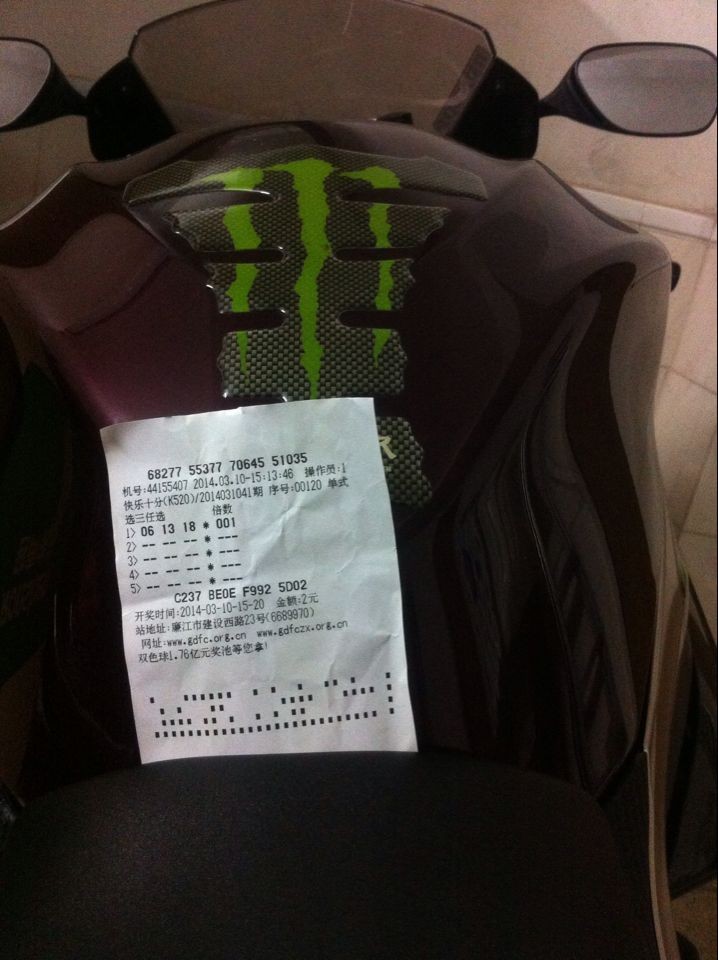 68277 55377 70645 51035
机号:44155407 2014.03.10-15:13:46 操作员:1
快乐十分(K520)/2014031041期 序号:00120 单式
选三任选 倍数
1> 06 13 18 * 001
2> -- -- -- * ---
3> -- -- -- * ---
4> -- -- -- * ---
5> -- -- -- * ---
C237 BE0E F992 5D02
开奖时间:2014-03-10-15-20 金额:2元
站地址:廉江市建设西路23号(6689970)
网址:www.gdfc.org.cn www.gdfczx.org.cn
双色球1.76亿元奖池等您拿!
R